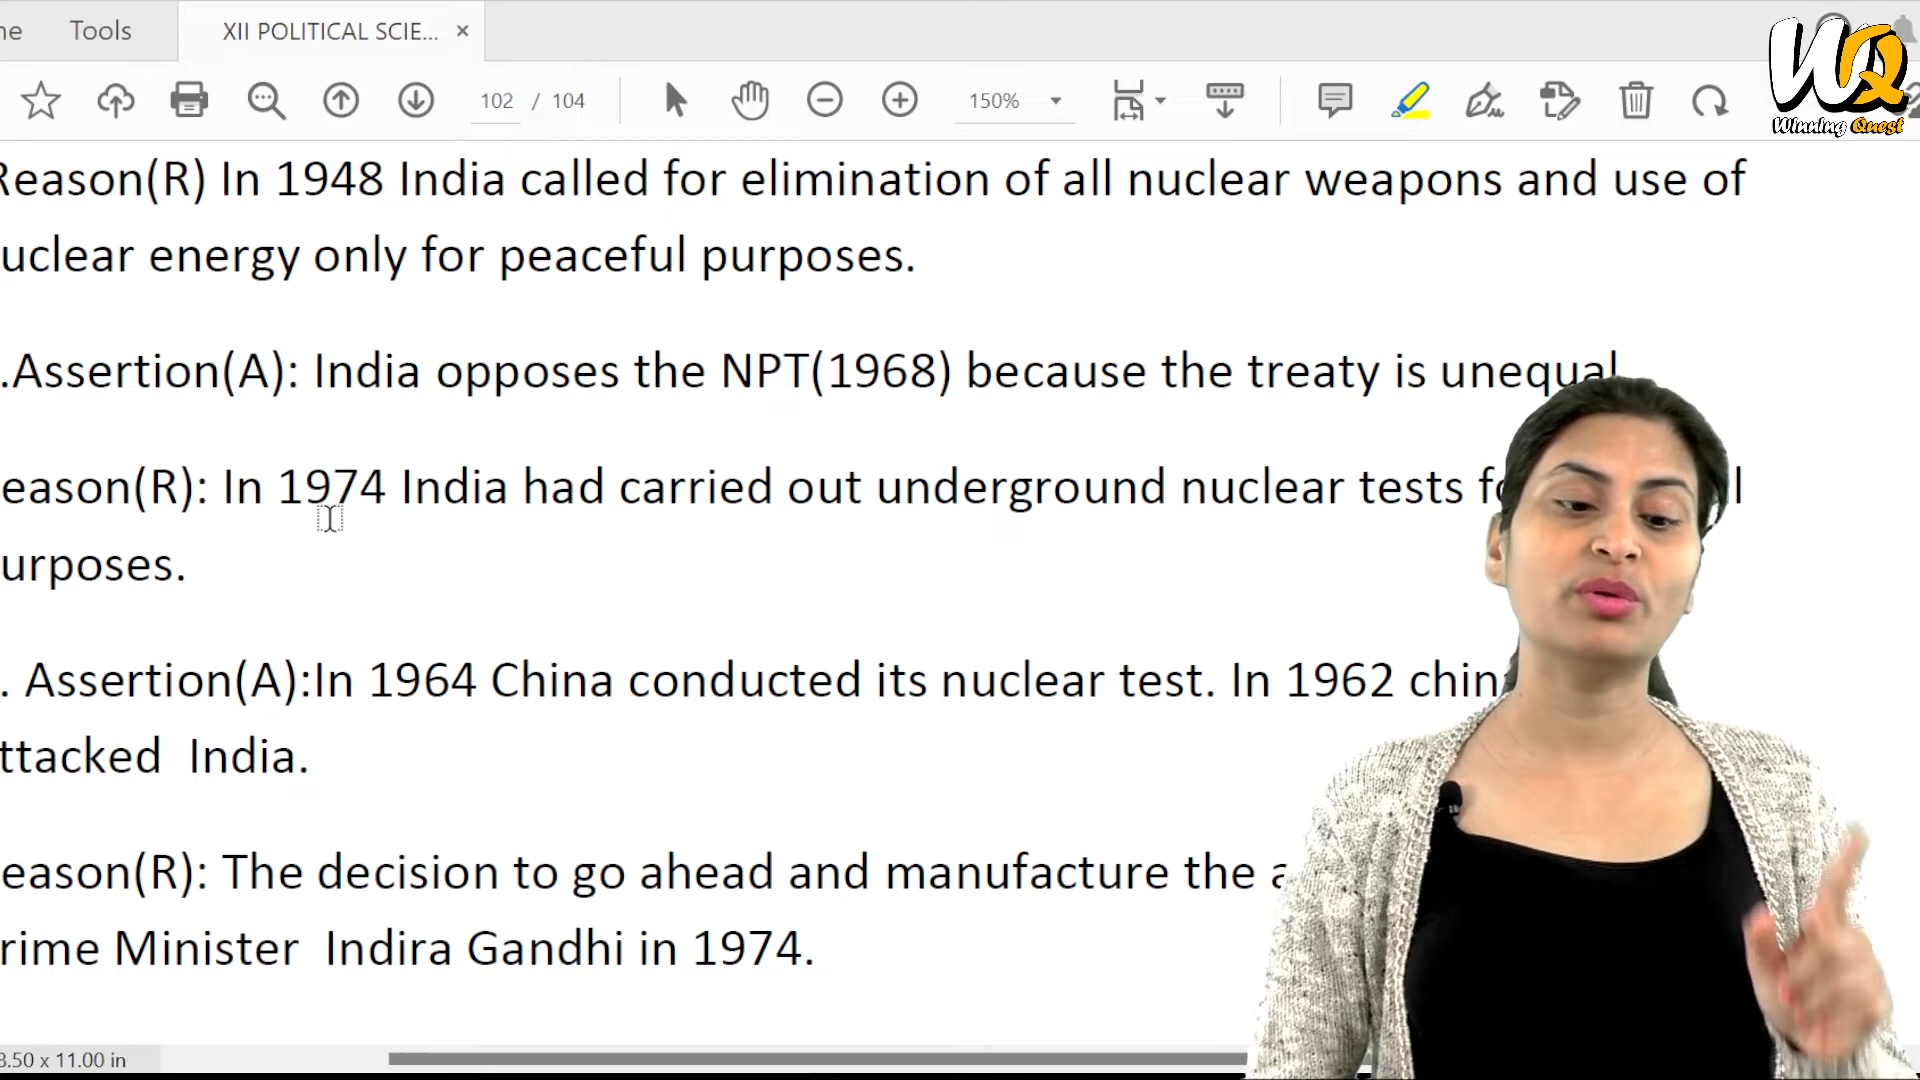 me Tools XII POLITICAL SCIE...
102 / 104 150%
WQ
Winning Quest
Reason(R) In 1948 India called for elimination of all nuclear weapons and use of
uclear energy only for peaceful purposes.
.Assertion(A): India opposes the NPT(1968) because the treaty is unequal
eason(R): In 1974 India had carried out underground nuclear tests
urposes.
. Assertion(A):In 1964 China conducted its nuclear test. In 1962 chin
ttacked India.
eason(R): The decision to go ahead and manufacture the
rime Minister Indira Gandhi in 1974.
8.50 x 11.00 in